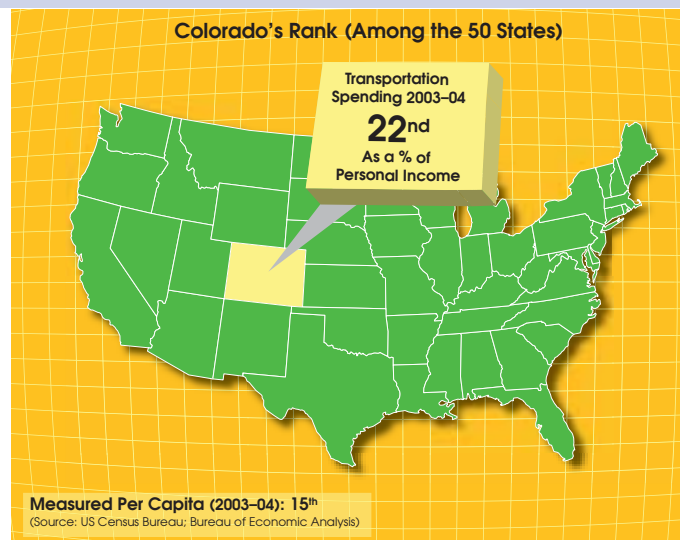 Colorado’s Rank (Among the 50 States)
Transportation
Spending 2003–04
22nd
As a % of
Personal Income
Measured Per Capita (2003–04): 15th
(Source: US Census Bureau; Bureau of Economic Analysis)